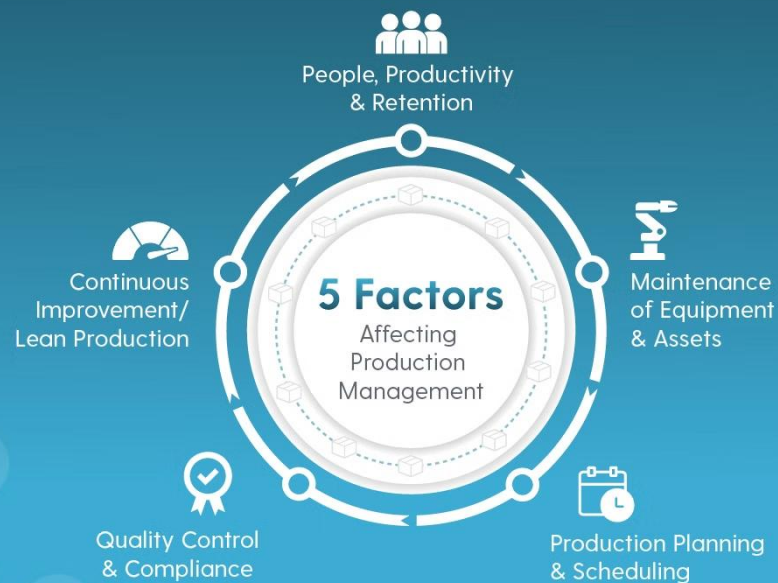 People, Productivity
& Retention
Continuous
Improvement/
Lean Production
5 Factors
Affecting
Production
Management
Maintenance
of Equipment
& Assets
Quality Control
& Compliance
Production Planning
& Scheduling